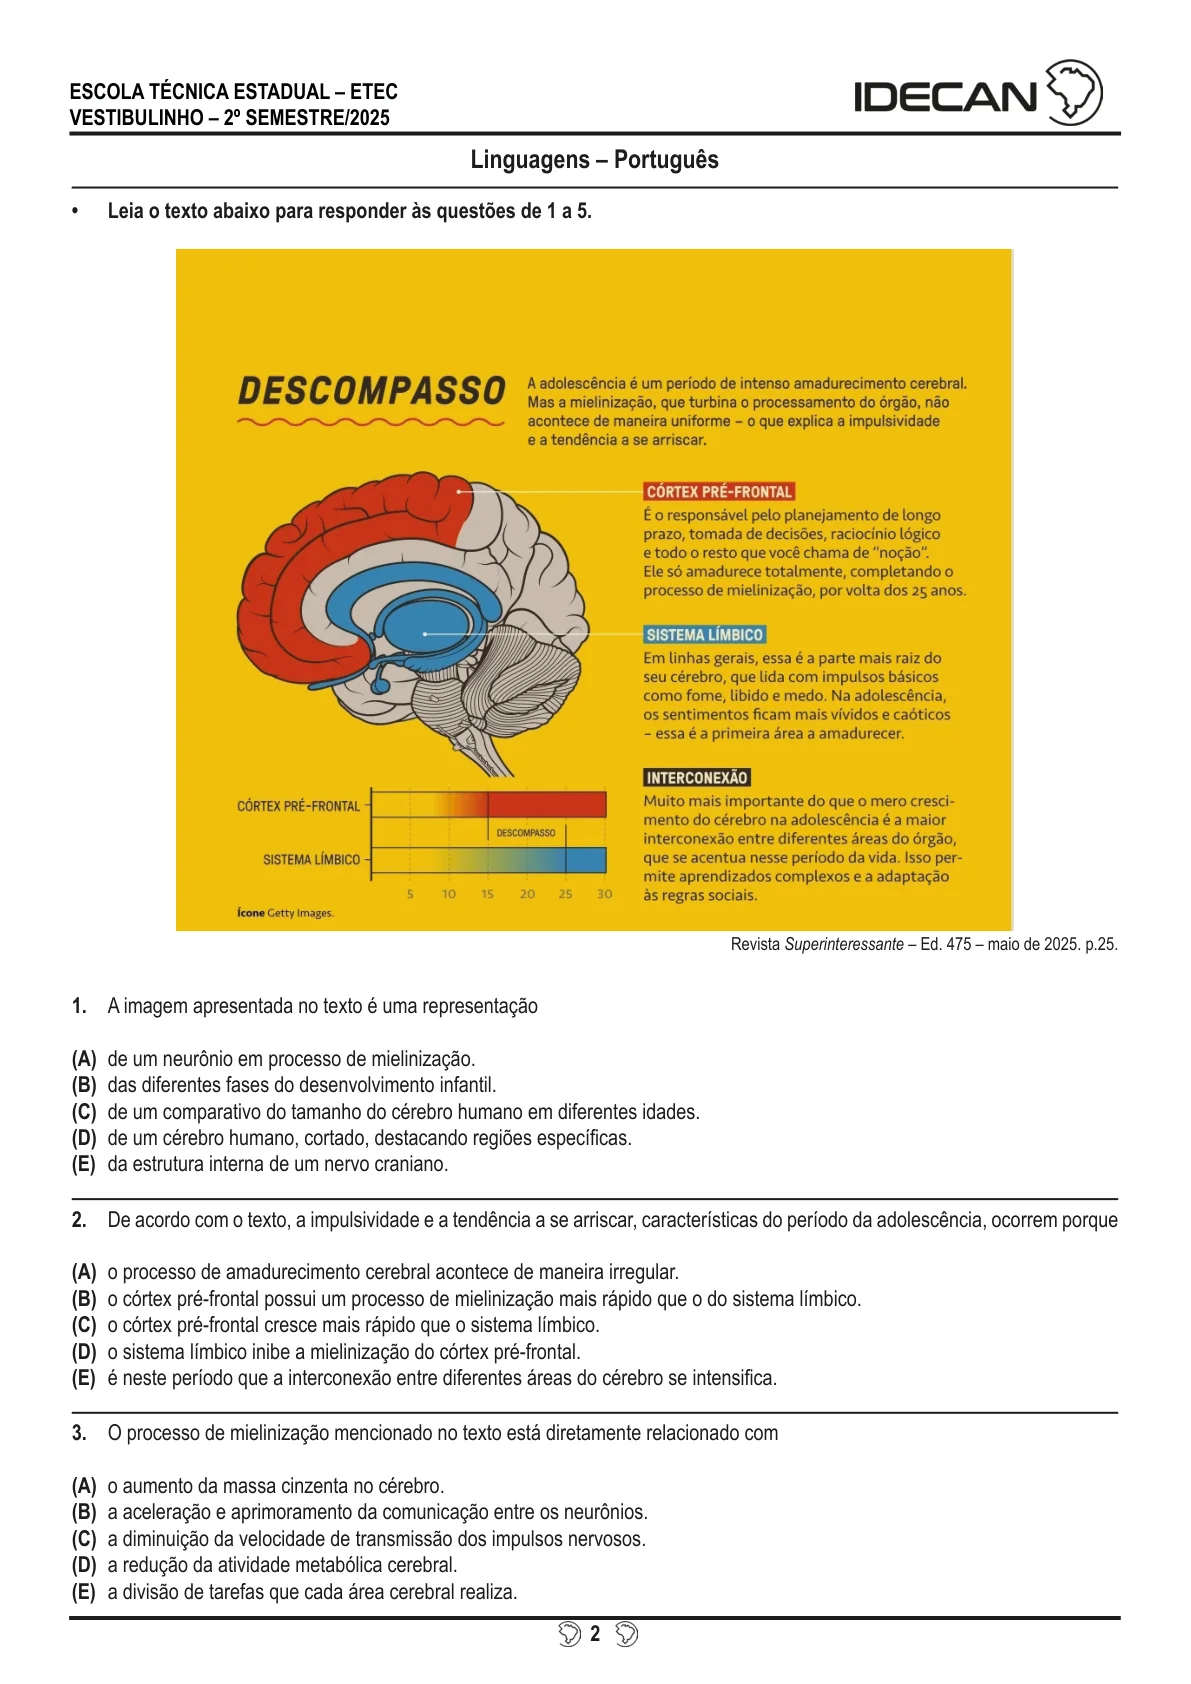 ESCOLA TÉCNICA ESTADUAL – ETEC
VESTIBULINHO – 2º SEMESTRE/2025
IDECAN
Linguagens – Português
• Leia o texto abaixo para responder às questões de 1 a 5.
DESCOMPASSO
A adolescência é um período de intenso amadurecimento cerebral.
Mas a mielinização, que turbina o processamento do órgão, não
acontece de maneira uniforme – o que explica a impulsividade
e a tendência a se arriscar.
CÓRTEX PRÉ-FRONTAL
É o responsável pelo planejamento de longo
prazo, tomada de decisões, raciocínio lógico
e todo o resto que você chama de “noção”.
Ele só amadurece totalmente, completando o
processo de mielinização, por volta dos 25 anos.
SISTEMA LÍMBICO
Em linhas gerais, essa é a parte mais raiz do
seu cérebro, que lida com impulsos básicos
como fome, libido e medo. Na adolescência,
os sentimentos ficam mais vívidos e caóticos
– essa é a primeira área a amadurecer.
INTERCONEXÃO
Muito mais importante do que o mero cresci-
mento do cérebro na adolescência é a maior
interconexão entre diferentes áreas do órgão,
que se acentua nesse período da vida. Isso per-
mite aprendizados complexos e a adaptação
às regras sociais.
CÓRTEX PRÉ-FRONTAL
DESCOMPASSO
SISTEMA LÍMBICO
5 10 15 20 25 30
Ícone Getty Images.
Revista Superinteressante – Ed. 475 – maio de 2025. p.25.
1. A imagem apresentada no texto é uma representação
(A) de um neurônio em processo de mielinização.
(B) das diferentes fases do desenvolvimento infantil.
(C) de um comparativo do tamanho do cérebro humano em diferentes idades.
(D) de um cérebro humano, cortado, destacando regiões específicas.
(E) da estrutura interna de um nervo craniano.
2. De acordo com o texto, a impulsividade e a tendência a se arriscar, características do período da adolescência, ocorrem porque
(A) o processo de amadurecimento cerebral acontece de maneira irregular.
(B) o córtex pré-frontal possui um processo de mielinização mais rápido que o do sistema límbico.
(C) o córtex pré-frontal cresce mais rápido que o sistema límbico.
(D) o sistema límbico inibe a mielinização do córtex pré-frontal.
(E) é neste período que a interconexão entre diferentes áreas do cérebro se intensifica.
3. O processo de mielinização mencionado no texto está diretamente relacionado com
(A) o aumento da massa cinzenta no cérebro.
(B) a aceleração e aprimoramento da comunicação entre os neurônios.
(C) a diminuição da velocidade de transmissão dos impulsos nervosos.
(D) a redução da atividade metabólica cerebral.
(E) a divisão de tarefas que cada área cerebral realiza.
2